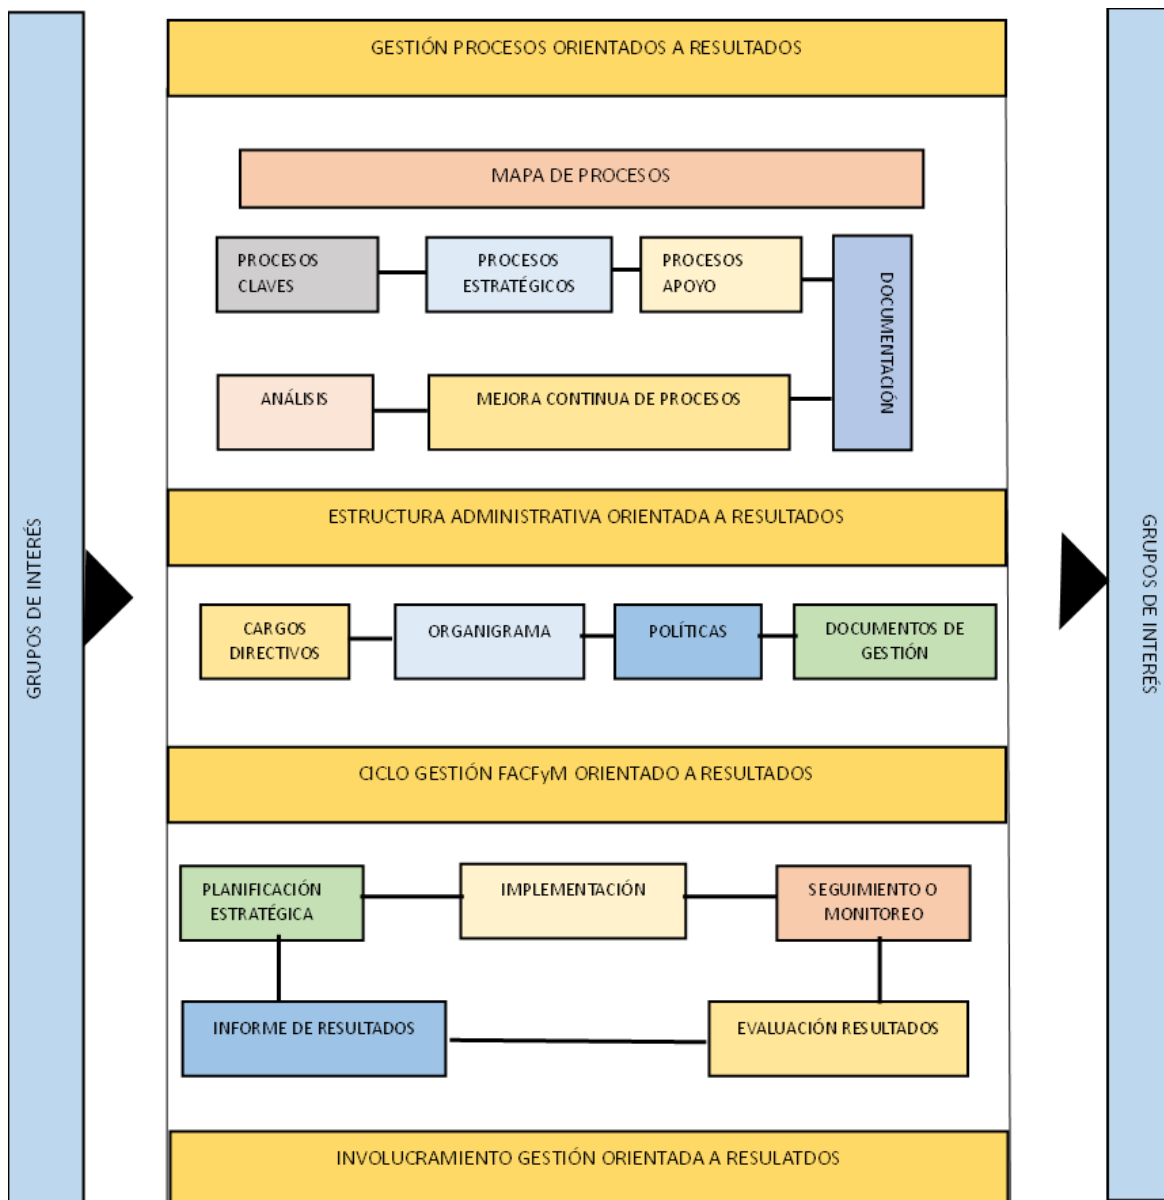 GRUPOS DE INTERÉS
GESTIÓN PROCESOS ORIENTADOS A RESULTADOS
MAPA DE PROCESOS
PROCESOS
CLAVES
PROCESOS
ESTRATÉGICOS
PROCESOS
APOYO
DOCUMENTACIÓN
ANÁLISIS
MEJORA CONTINUA DE PROCESOS
ESTRUCTURA ADMINISTRATIVA ORIENTADA A RESULTADOS
CARGOS
DIRECTIVOS
ORGANIGRAMA
POLÍTICAS
DOCUMENTOS DE
GESTIÓN
CICLO GESTIÓN FACFyM ORIENTADO A RESULTADOS
PLANIFICACIÓN
ESTRATÉGICA
IMPLEMENTACIÓN
SEGUIMIENTO O
MONITOREO
INFORME DE RESULTADOS
EVALUACIÓN RESULTADOS
INVOLUCRAMIENTO GESTIÓN ORIENTADA A RESULATDOS
GRUPOS DE INTERÉS